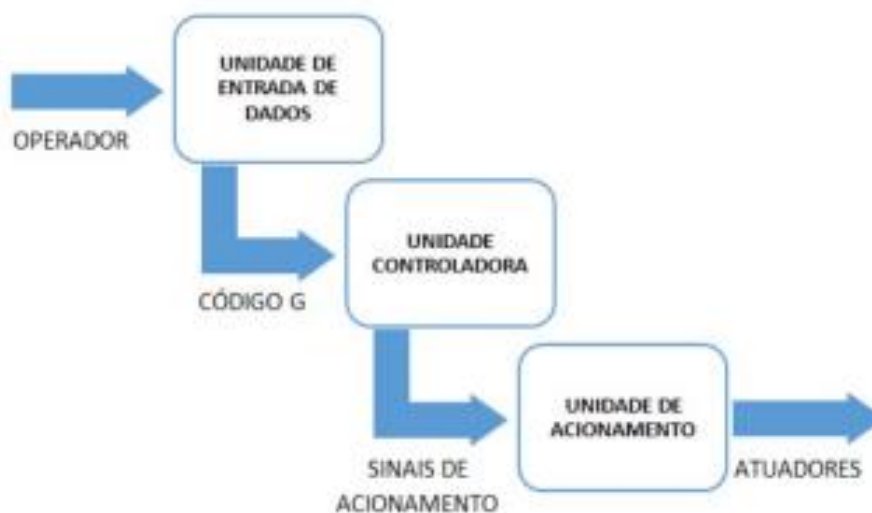 UNIDADE DE
ENTRADA DE
DADOS
OPERADOR
UNIDADE
CONTROLADORA
CÓDIGO G
UNIDADE DE
ACIONAMENTO
SINAIS DE
ACIONAMENTO
ATUADORES